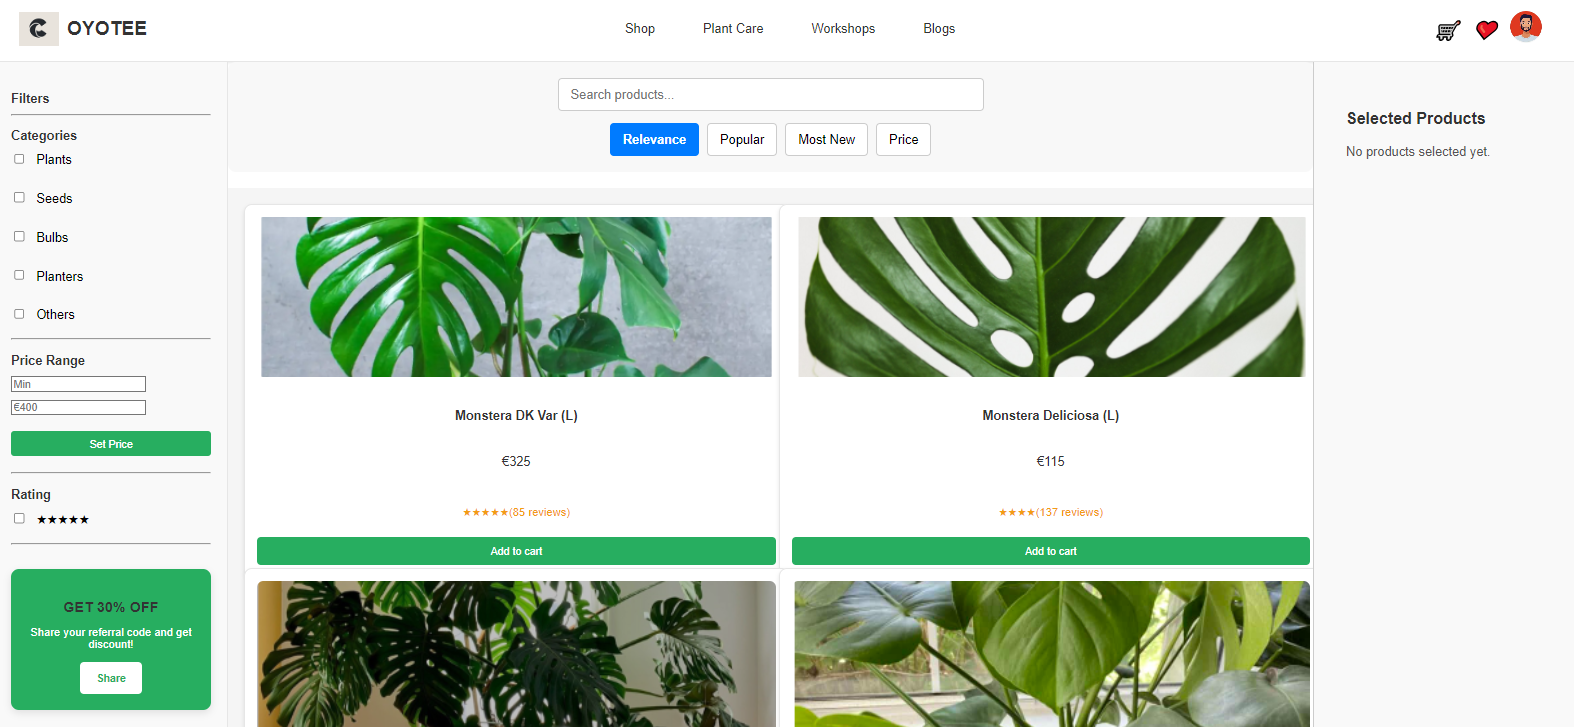 OYOTEE
Shop
Plant Care
Workshops
Blogs
Filters
Categories
Plants
Seeds
Bulbs
Planters
Others
Price Range
Min
€400
Set Price
Rating
★★★★★
GET 30% OFF
Share your referral code and get
discount!
Share
Search products...
Relevance
Popular
Most New
Price
Monstera DK Var (L)
€325
★★★★★(85 reviews)
Add to cart
Monstera Deliciosa (L)
€115
★★★★(137 reviews)
Add to cart
Selected Products
No products selected yet.